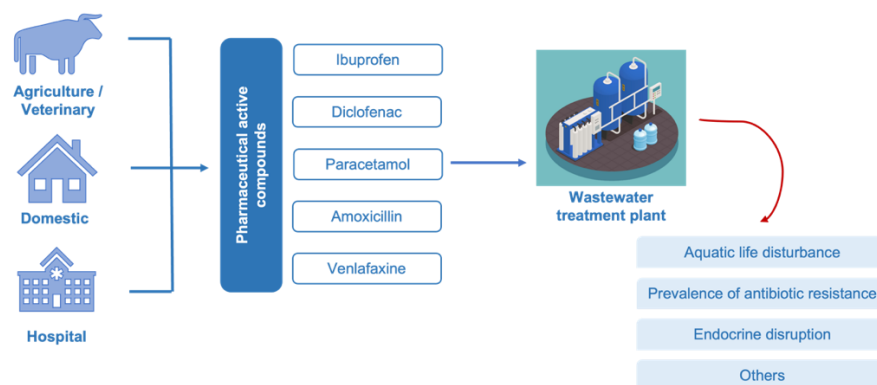 Agriculture /
Veterinary
Domestic
Hospital
Pharmaceutical active
compounds
Ibuprofen
Diclofenac
Paracetamol
Amoxicillin
Venlafaxine
Wastewater
treatment plant
Aquatic life disturbance
Prevalence of antibiotic resistance
Endocrine disruption
Others